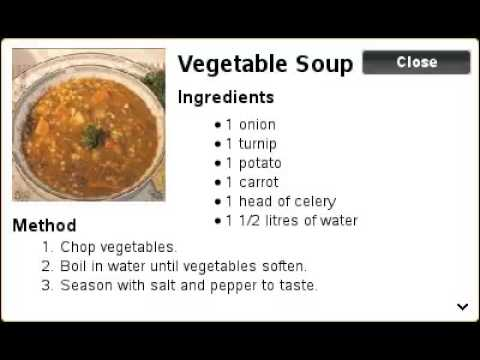 Vegetable Soup
Close
Ingredients
• 1 onion
• 1 turnip
• 1 potato
• 1 carrot
• 1 head of celery
• 1 1/2 litres of water
Method
1. Chop vegetables.
2. Boil in water until vegetables soften.
3. Season with salt and pepper to taste.